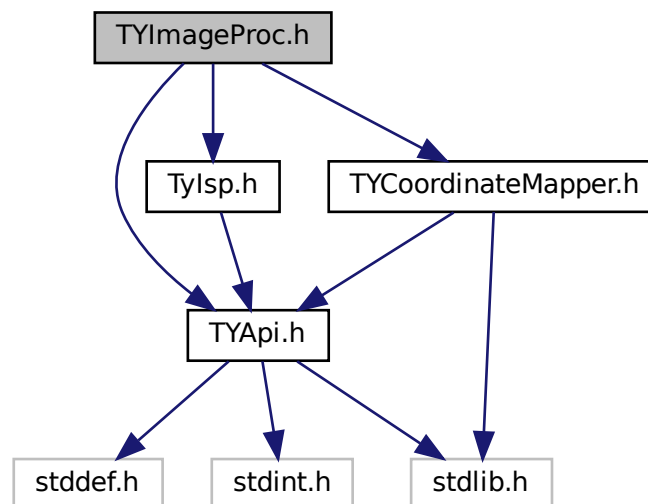 TYImageProc.h
TyIsp.h
TYCoordinateMapper.h
TYApi.h
stddef.h
stdint.h
stdlib.h